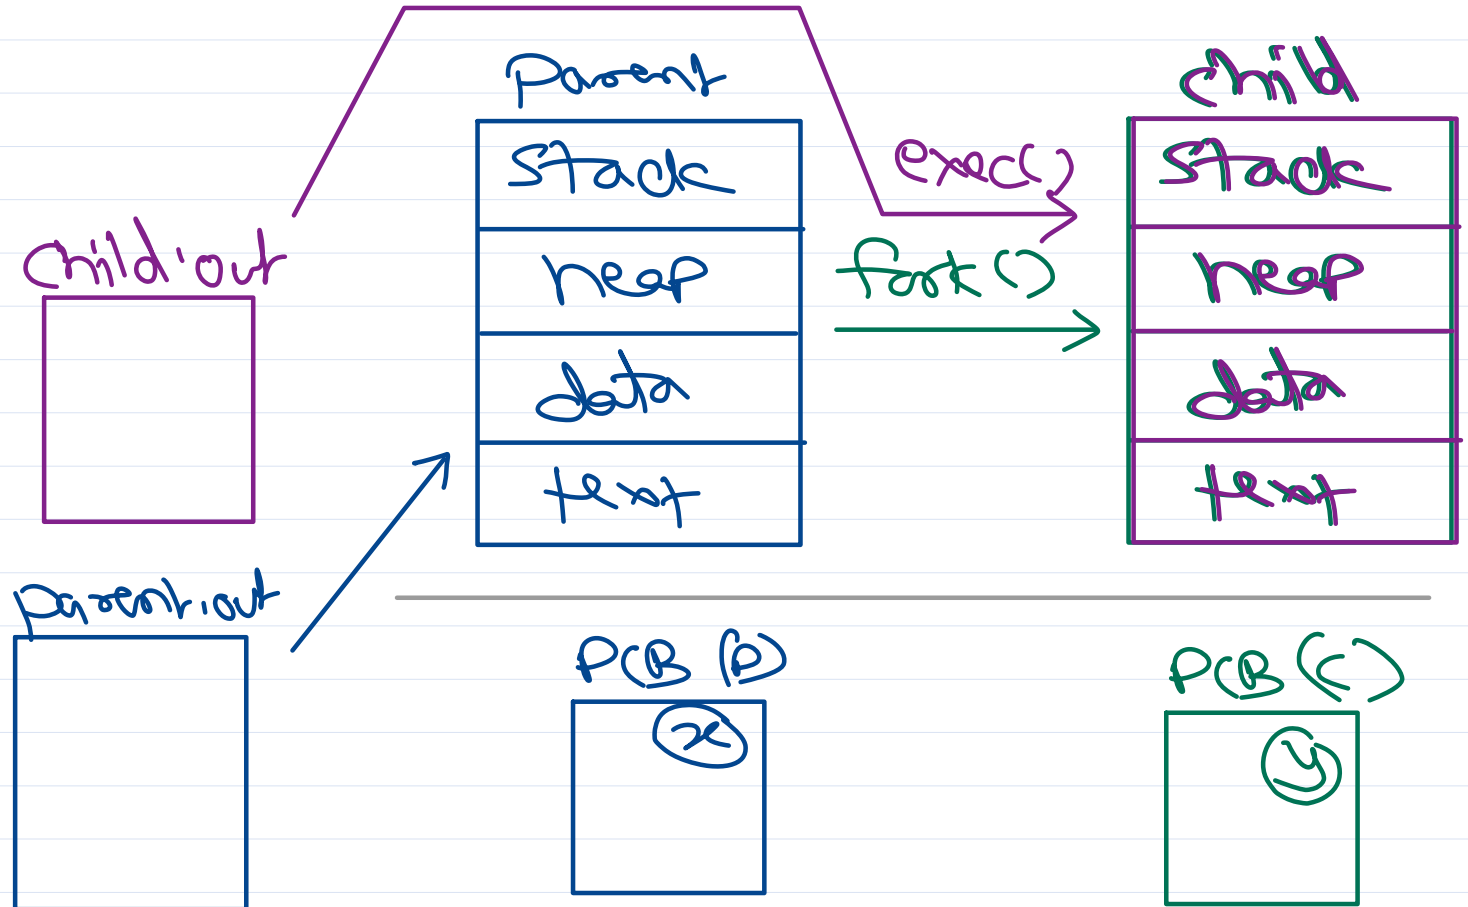 Parent
child
stack
exec()
stack
child.out
heap
fork()
heap
data
data
text
text
parent.out
PCB (P)
PCB (C)
x
y